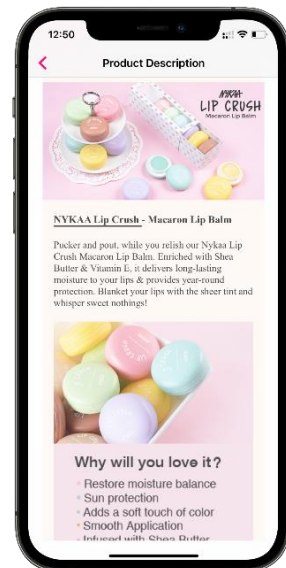 12:50
Product Description
NYKAA
LIP CRUSH
Macaron Lip Balm
NYKAA Lip Crush - Macaron Lip Balm
Pucker and pout, while you relish our Nykaa Lip
Crush Macaron Lip Balm. Enriched with Shea
Butter & Vitamin E, it delivers long-lasting
moisture to your lips & provides year-round
protection. Blanket your lips with the sheer tint and
whisper sweet nothings!
Why will you love it?
• Restore moisture balance
• Sun protection
• Adds a soft touch of color
• Smooth Application
• Infused with Shea Butter